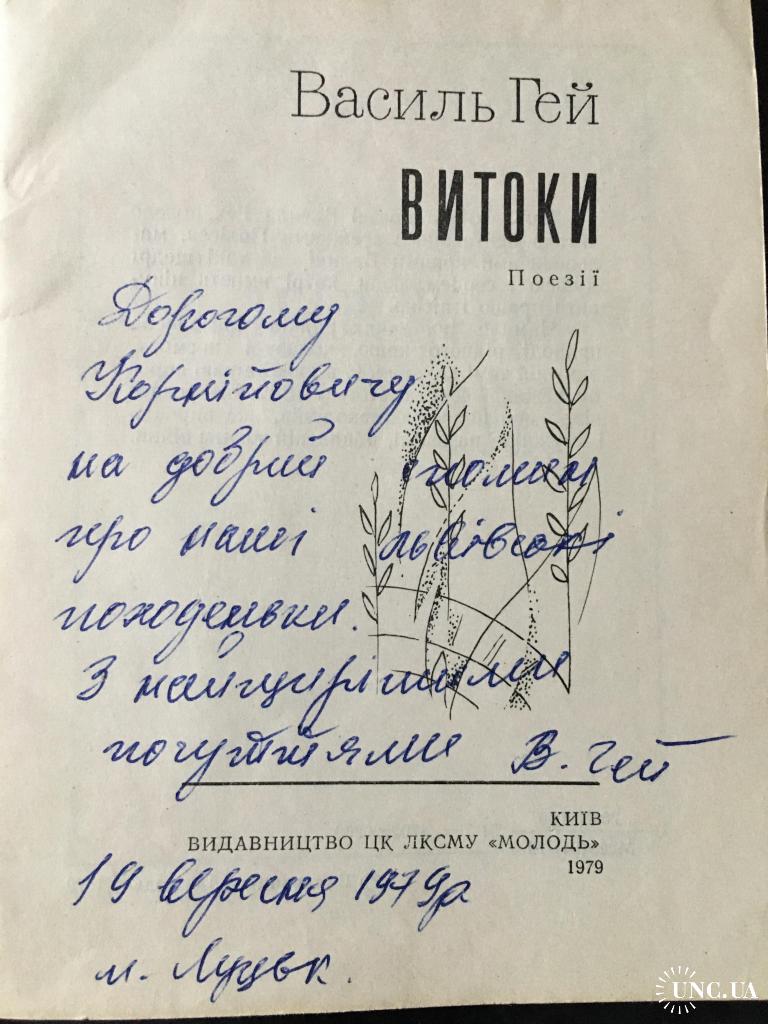 Василь Гей
ВИТОКИ
Поезії
Дорогому
Корнійовичу
на добрий спомин
про наші львівські
походеньки.
З найщирішими
почуттями В. Гей
КИЇВ
ВИДАВНИЦТВО ЦК ЛКСМУ «МОЛОДЬ»
1979
19 вересня 1979р
м. Луцьк.
UNC.UA